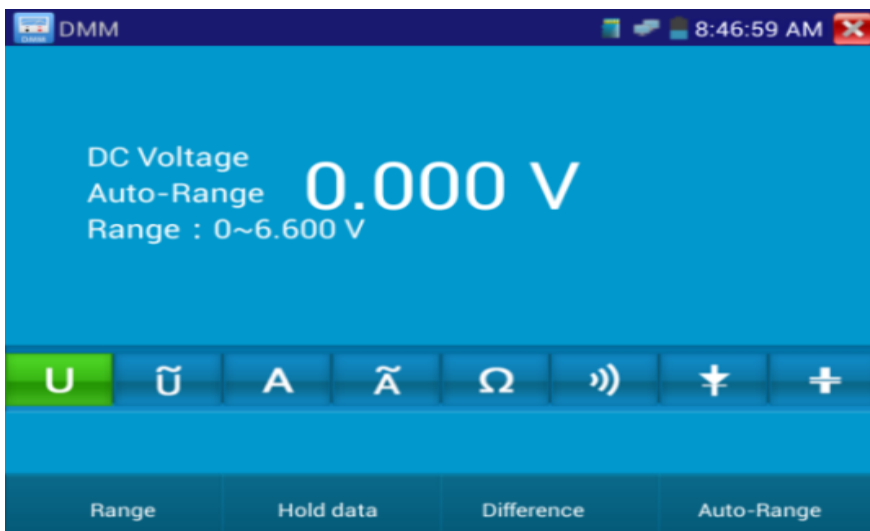 DMM 8:46:59 AM
DC Voltage
Auto-Range 0.000 V
Range : 0~6.600 V
U Ũ A Ã Ω
Range Hold data Difference Auto-Range